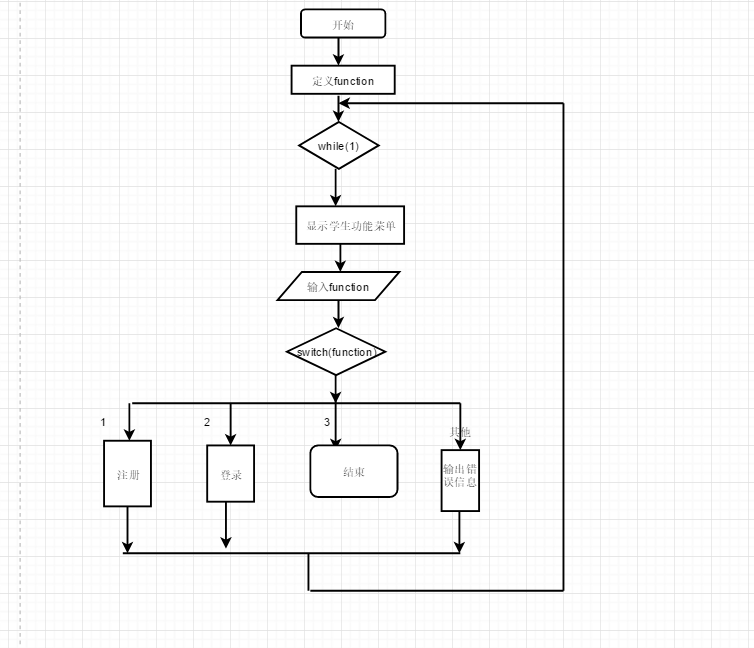 开始
定义function
while(1)
显示学生功能菜单
输入function
switch(function)
1
2
3
其他
注册
登录
结束
输出错
误信息